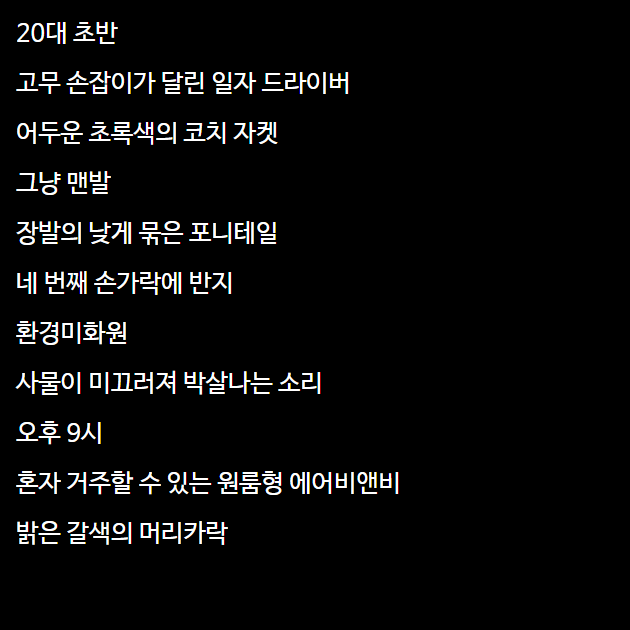 20대 초반
고무 손잡이가 달린 일자 드라이버
어두운 초록색의 코치 자켓
그냥 맨발
장발의 낮게 묶은 포니테일
네 번째 손가락에 반지
환경미화원
사물이 미끄러져 박살나는 소리
오후 9시
혼자 거주할 수 있는 원룸형 에어비앤비
밝은 갈색의 머리카락